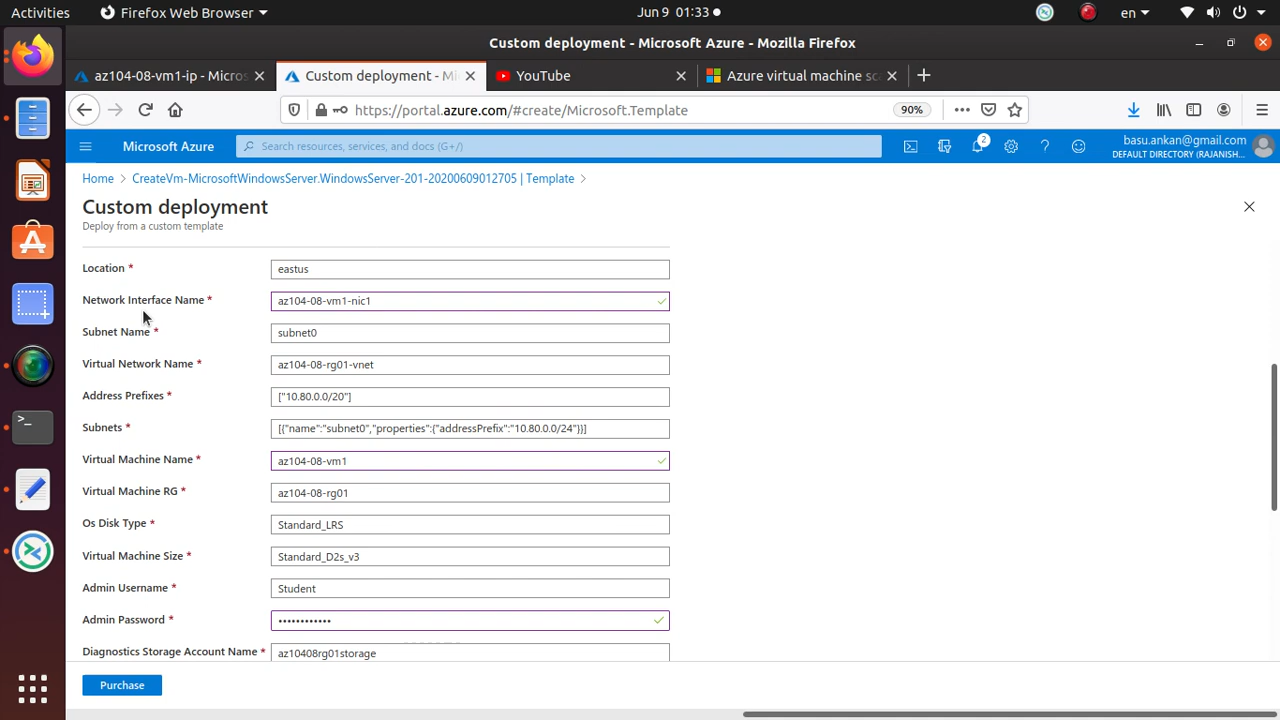 Activities
Firefox Web Browser
Jun 9 01:33
en
Custom deployment - Microsoft Azure - Mozilla Firefox
az104-08-vm1-ip - Micros
Custom deployment - Mi
YouTube
Azure virtual machine sc
https://portal.azure.com/#create/Microsoft.Template
90%
Microsoft Azure
Search resources, services, and docs (G+/)
2
basu.ankan@gmail.com
DEFAULT DIRECTORY (RAJANISH...
Home > CreateVm-MicrosoftWindowsServer.WindowsServer-201-20200609012705 | Template >
Custom deployment
Deploy from a custom template
Location * eastus
Network Interface Name * az104-08-vm1-nic1
Subnet Name * subnet0
Virtual Network Name * az104-08-rg01-vnet
Address Prefixes * ["10.80.0.0/20"]
Subnets * [{"name":"subnet0","properties":{"addressPrefix":"10.80.0.0/24"}}]
Virtual Machine Name * az104-08-vm1
Virtual Machine RG * az104-08-rg01
Os Disk Type * Standard_LRS
Virtual Machine Size * Standard_D2s_v3
Admin Username * Student
Admin Password * ••••••••••••
Diagnostics Storage Account Name * az10408rg01storage
Purchase